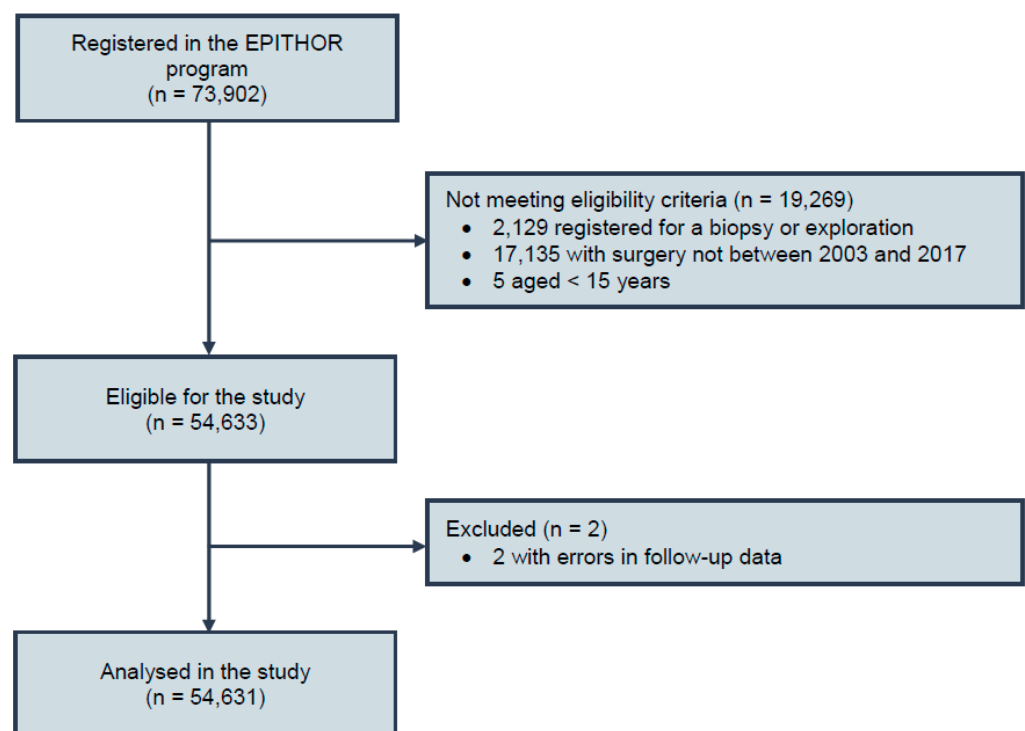 Registered in the EPITHOR
program
(n = 73,902)
Not meeting eligibility criteria (n = 19,269)
• 2,129 registered for a biopsy or exploration
• 17,135 with surgery not between 2003 and 2017
• 5 aged < 15 years
Eligible for the study
(n = 54,633)
Excluded (n = 2)
• 2 with errors in follow-up data
Analysed in the study
(n = 54,631)